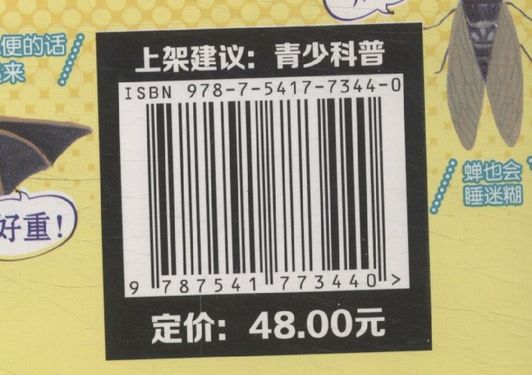 便的话
来
上架建议：青少科普
ISBN 978-7-5417-7344-0
9 787541 773440 >
定价：48.00元
好重！
蝉也会
睡迷糊